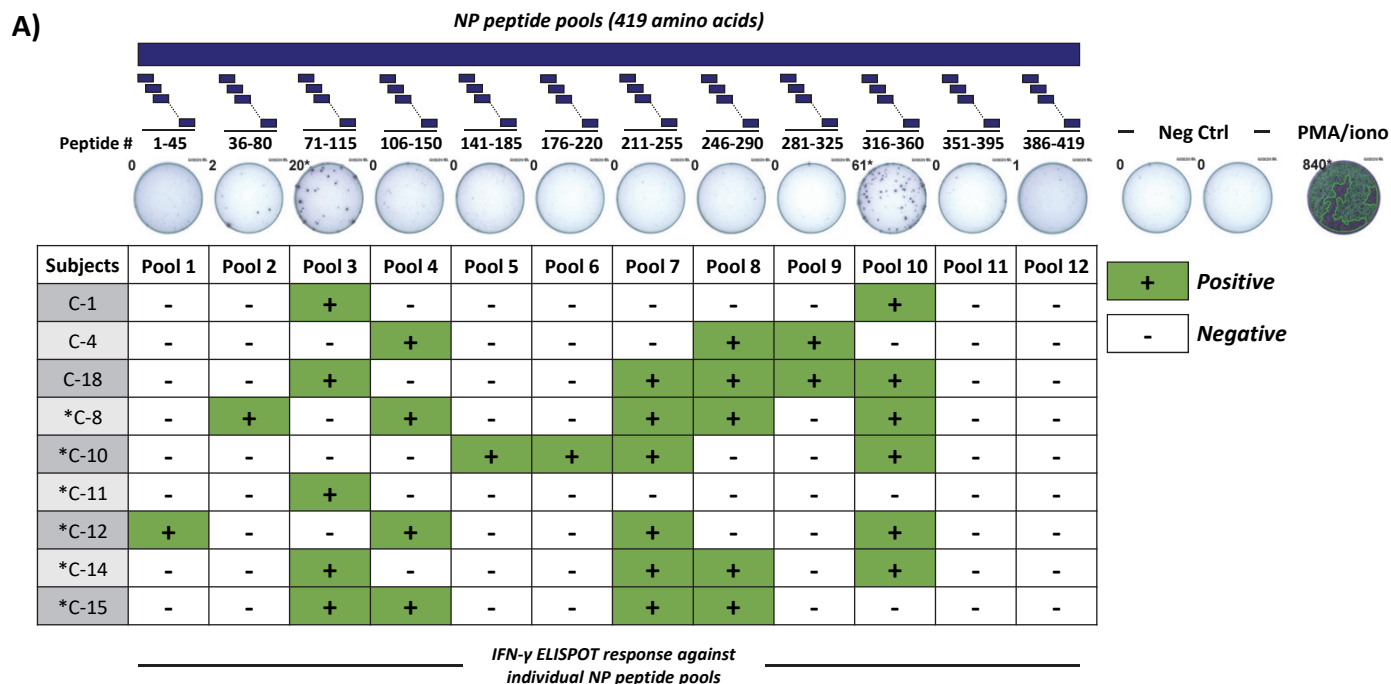 A)
NP peptide pools (419 amino acids)
Peptide # 1-45 36-80 71-115 106-150 141-185 176-220 211-255 246-290 281-325 316-360 351-395 386-419 Neg Ctrl PMA/iono
0 2 20* 0 0 0 0 0 0 61* 0 1 0 0 840*
Subjects Pool 1 Pool 2 Pool 3 Pool 4 Pool 5 Pool 6 Pool 7 Pool 8 Pool 9 Pool 10 Pool 11 Pool 12
+ Positive
- Negative
C-1 - - + - - - - - - + - -
C-4 - - - + - - - + + - - -
C-18 - - + - - - + + + + - -
*C-8 - + - + - - + + - + - -
*C-10 - - - - + + + - - + - -
*C-11 - - + - - - - - - - - -
*C-12 + - - + - - + - - + - -
*C-14 - - + - - - + + - + - -
*C-15 - - + + - - + + - - - -
IFN-γ ELISPOT response against
individual NP peptide pools